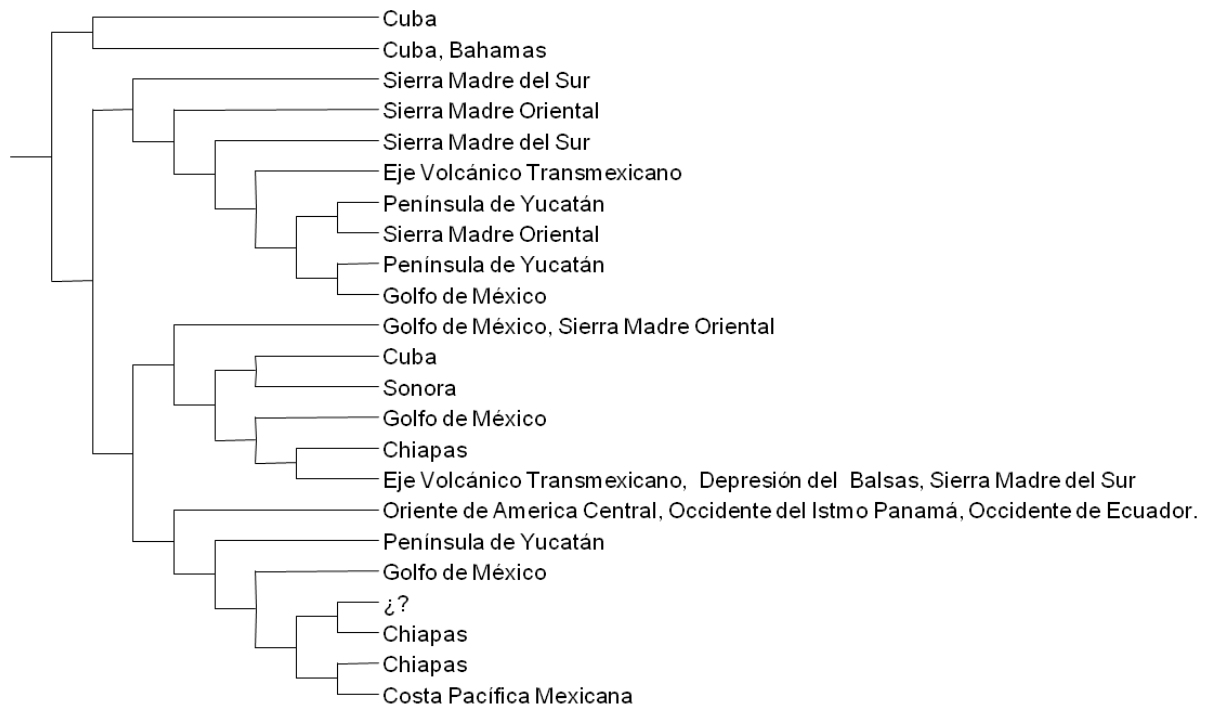 Cuba
Cuba, Bahamas
Sierra Madre del Sur
Sierra Madre Oriental
Sierra Madre del Sur
Eje Volcánico Transmexicano
Península de Yucatán
Sierra Madre Oriental
Península de Yucatán
Golfo de México
Golfo de México, Sierra Madre Oriental
Cuba
Sonora
Golfo de México
Chiapas
Eje Volcánico Transmexicano, Depresión del Balsas, Sierra Madre del Sur
Oriente de America Central, Occidente del Istmo Panamá, Occidente de Ecuador.
Península de Yucatán
Golfo de México
¿?
Chiapas
Chiapas
Costa Pacífica Mexicana